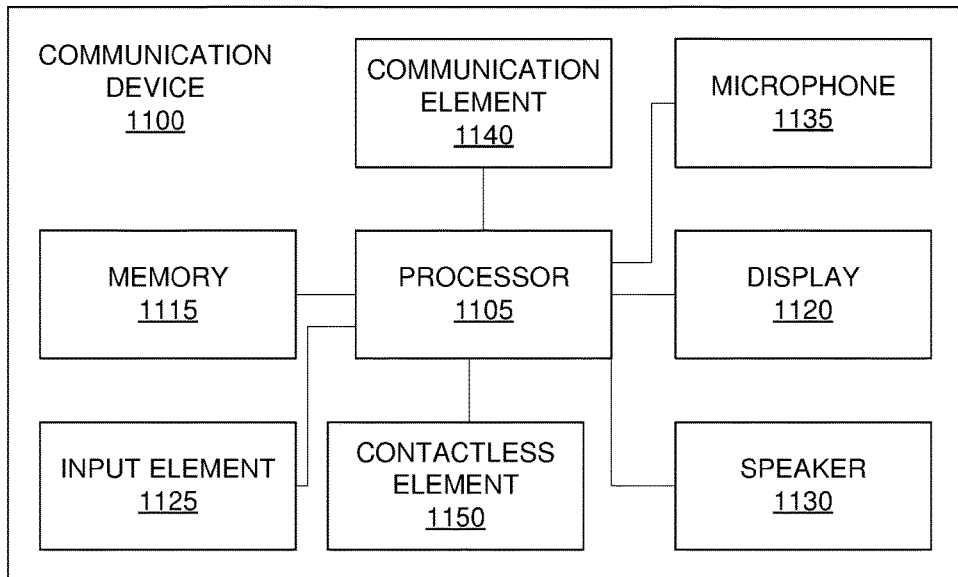 COMMUNICATION
DEVICE
1100
COMMUNICATION
ELEMENT
1140
MICROPHONE
1135
MEMORY
1115
PROCESSOR
1105
DISPLAY
1120
INPUT ELEMENT
1125
CONTACTLESS
ELEMENT
1150
SPEAKER
1130